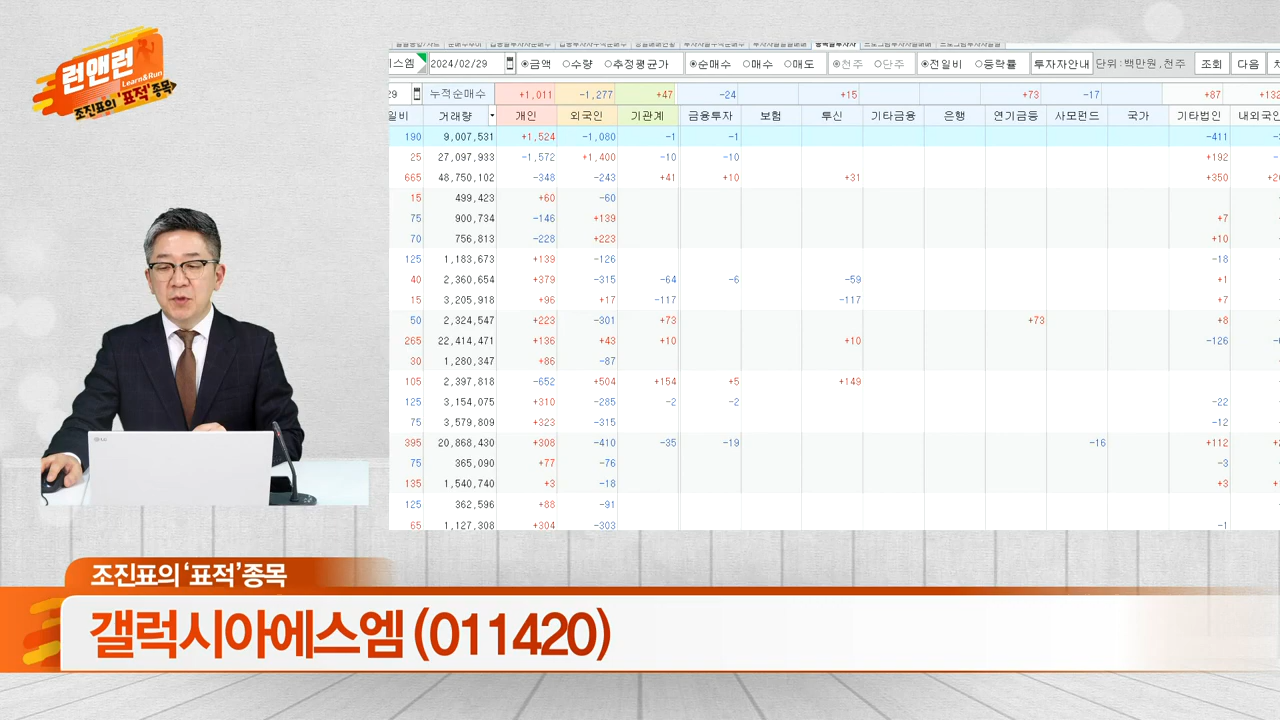 런앤런
Learn&Run
조진표의 '표적'종목
스엠 2024/02/29 금액 수량 추정평균가 순매수 매수 매도 천주 단주 전일비 등락률 투자자안내 단위:백만원,천주 조회 다음
29 누적순매수 +1,011 -1,277 +47 -24 +15 +73 -17 +87 +132
일비 거래량 개인 외국인 기관계 금융투자 보험 투신 기타금융 은행 연기금등 사모펀드 국가 기타법인 내외국인
190 9,007,531 +1,524 -1,080 -1 -1 -411
25 27,097,933 -1,572 +1,400 -10 -10 +192
665 48,750,102 -348 -243 +41 +10 +31 +350
15 499,423 +60 -60
75 900,734 -146 +139 +7
70 756,813 -228 +223 +10
125 1,183,673 +139 -126 -18
40 2,360,654 +379 -315 -64 -6 -59 +1
15 3,205,918 +96 +17 -117 -117 +7
50 2,324,547 +223 -301 +73 +73 +8
265 22,414,471 +136 +43 +10 +10 -126
30 1,280,347 +86 -87
105 2,397,818 -652 +504 +154 +5 +149
125 3,154,075 +310 -285 -2 -2 -22
75 3,579,809 +323 -315 -12
395 20,868,430 +308 -410 -35 -19 -16 +112
75 365,090 +77 -76 -3
135 1,540,740 +3 -18 +3
125 362,596 +88 -91
65 1,127,308 +304 -303 -1
LG
조진표의 '표적'종목
갤럭시아에스엠 (011420)